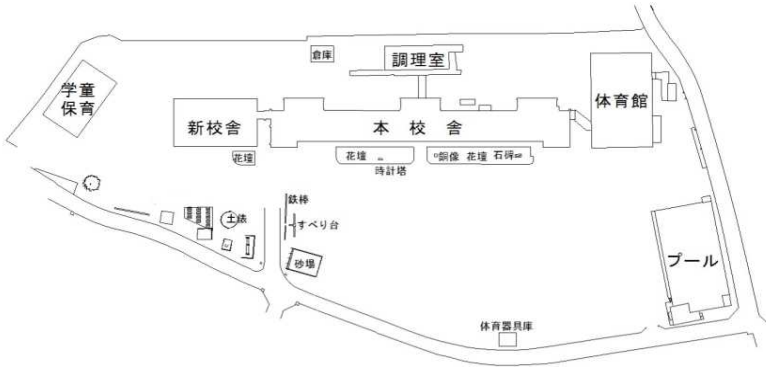 倉庫
調理室
学童
保育
体育館
新校舎
本校舎
花壇
花壇
時計塔
銅像 花壇 石碑
鉄棒
土俵
すべり台
砂場
プール
体育器具庫